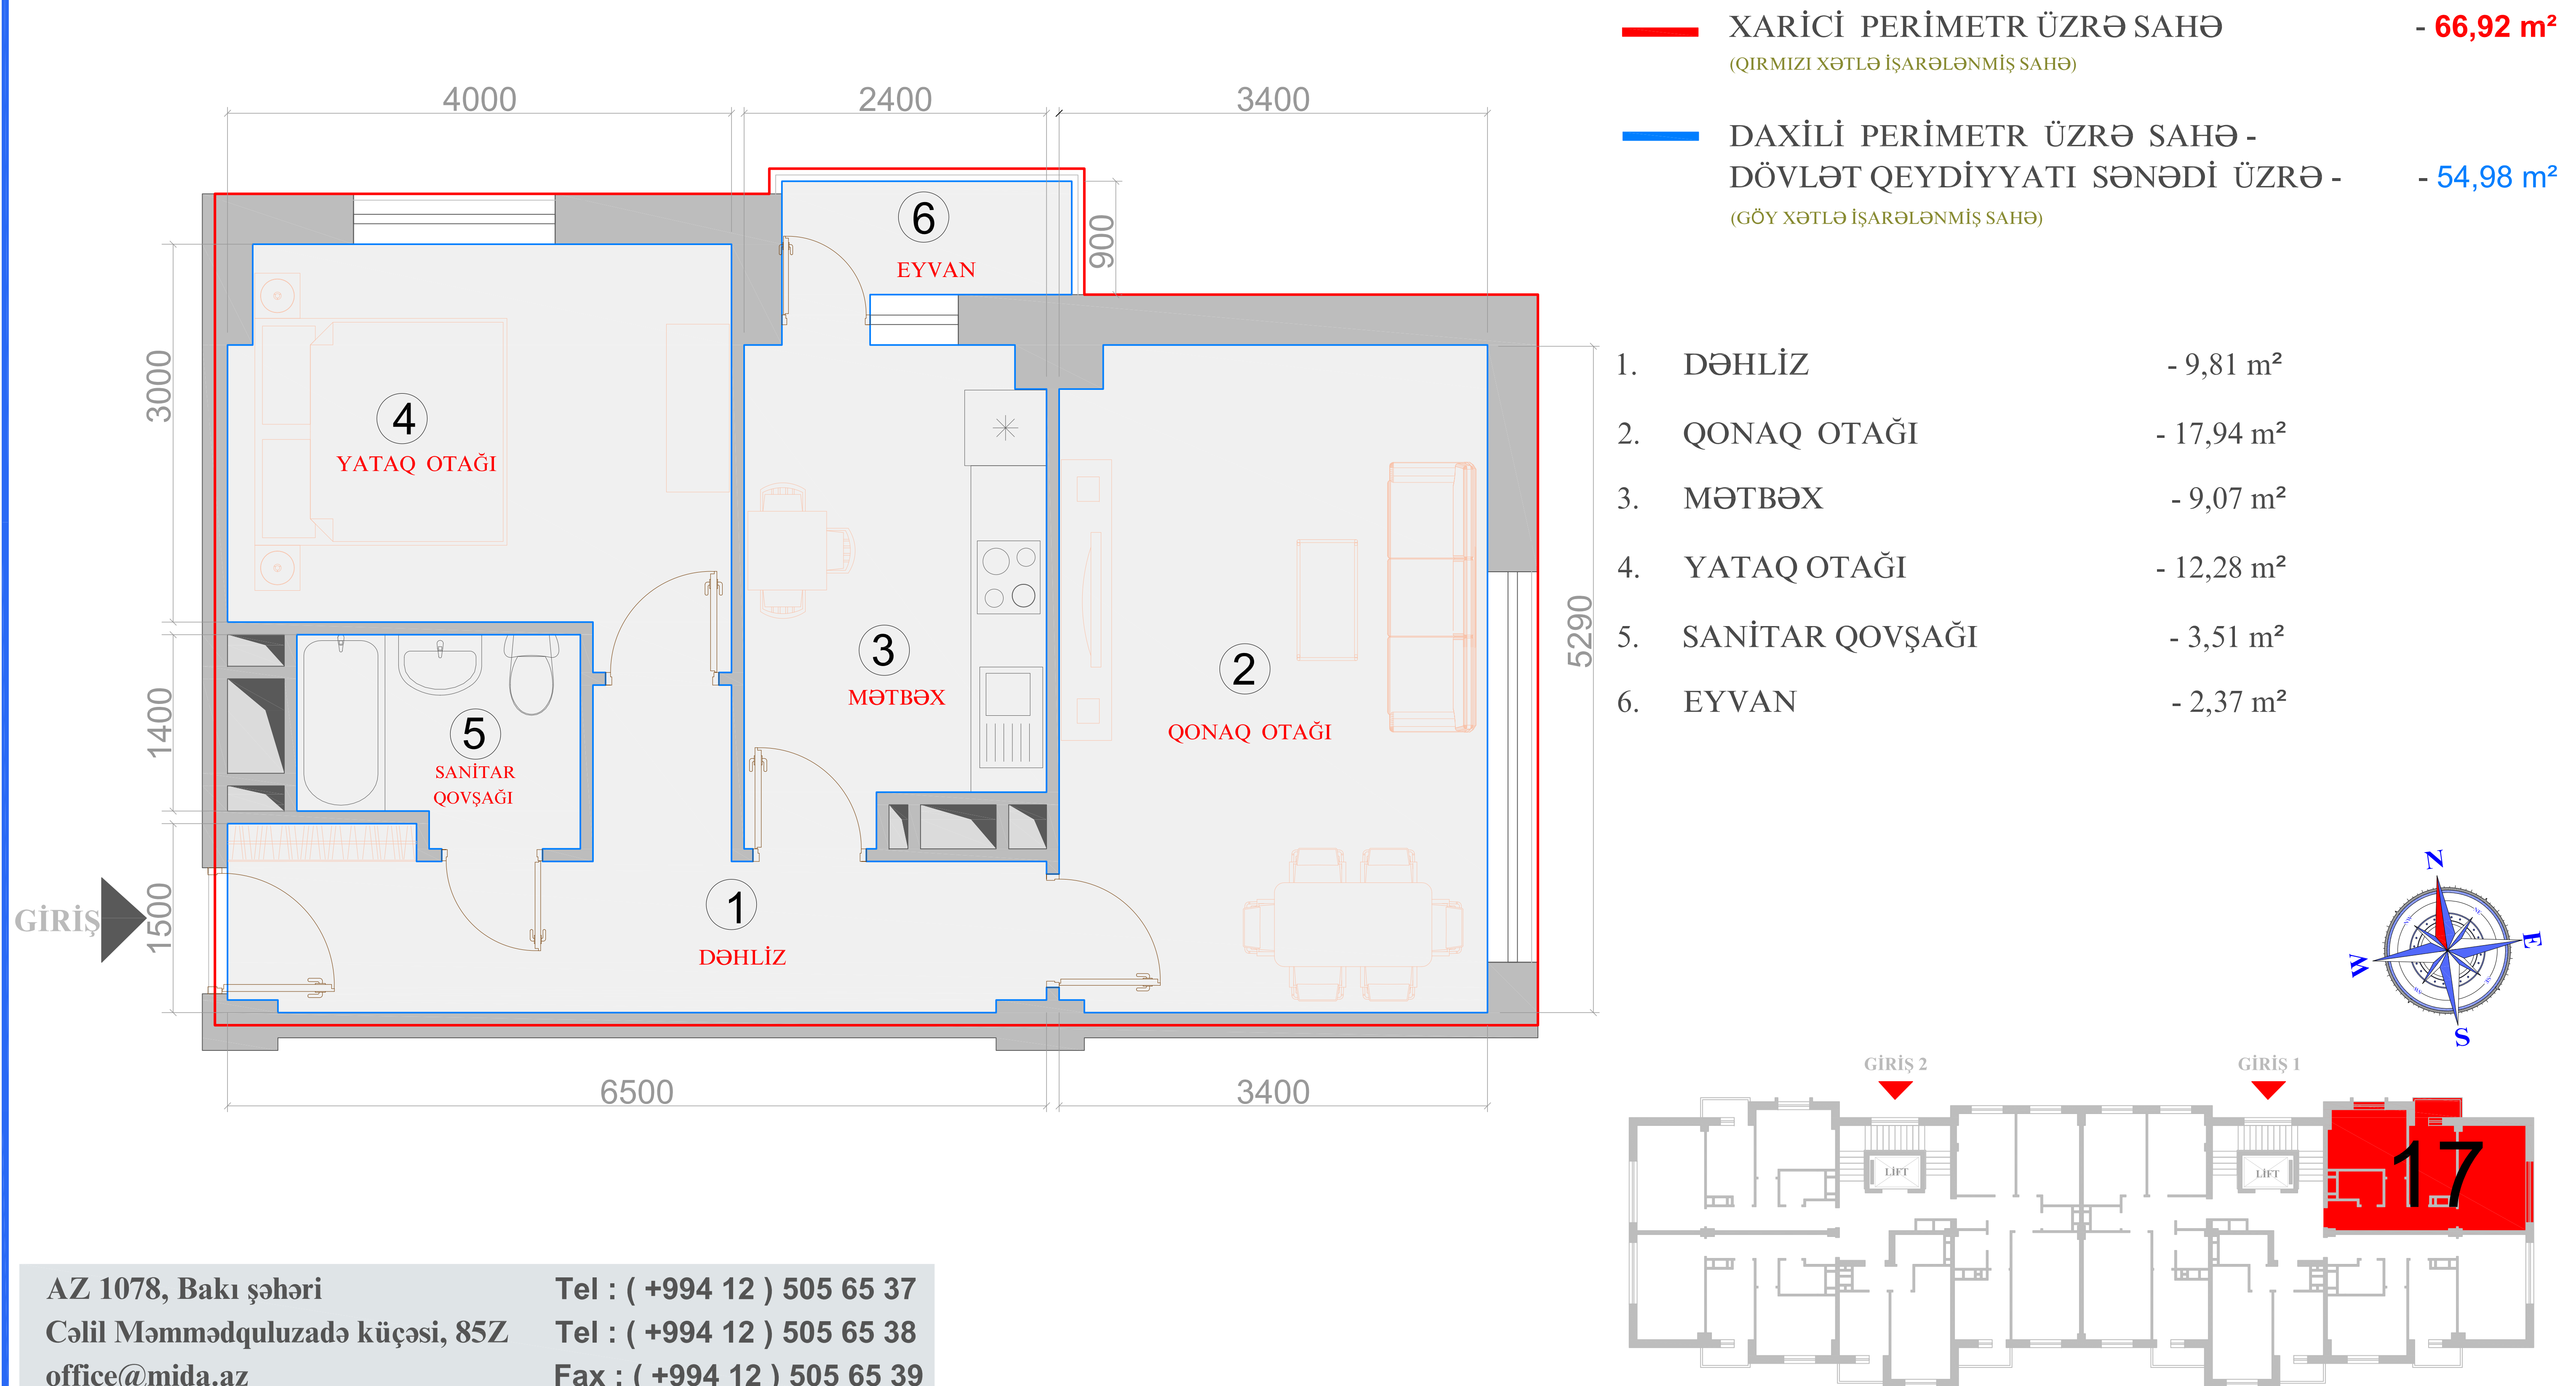 XARİCİ PERİMETR ÜZRƏ SAHƏ - 66,92 m²
(QIRMIZI XƏTLƏ İŞARƏLƏNMİŞ SAHƏ)
DAXİLİ PERİMETR ÜZRƏ SAHƏ -
DÖVLƏT QEYDİYYATI SƏNƏDİ ÜZRƏ - - 54,98 m²
(GÖY XƏTLƏ İŞARƏLƏNMİŞ SAHƏ)
4000
2400
3400
6
EYVAN
900
3000
4
YATAQ OTAĞI
3
MƏTBƏX
2
QONAQ OTAĞI
5290
1400
5
SANİTAR
QOVŞAĞI
GİRİŞ
1500
1
DƏHLİZ
6500
3400
1. DƏHLİZ - 9,81 m²
2. QONAQ OTAĞI - 17,94 m²
3. MƏTBƏX - 9,07 m²
4. YATAQ OTAĞI - 12,28 m²
5. SANİTAR QOVŞAĞI - 3,51 m²
6. EYVAN - 2,37 m²
N
E
W
S
GİRİŞ 2
GİRİŞ 1
LİFT
LİFT
17
AZ 1078, Bakı şəhəri Tel : ( +994 12 ) 505 65 37
Cəlil Məmmədquluzadə küçəsi, 85Z Tel : ( +994 12 ) 505 65 38
office@mida.az Fax : ( +994 12 ) 505 65 39